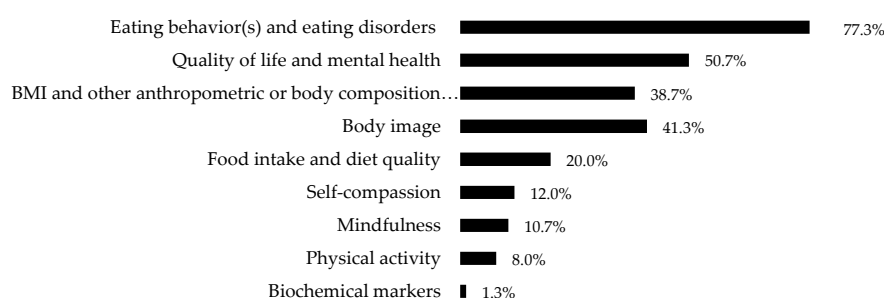 Eating behavior(s) and eating disorders 77.3%
Quality of life and mental health 50.7%
BMI and other anthropometric or body composition… 38.7%
Body image 41.3%
Food intake and diet quality 20.0%
Self-compassion 12.0%
Mindfulness 10.7%
Physical activity 8.0%
Biochemical markers 1.3%